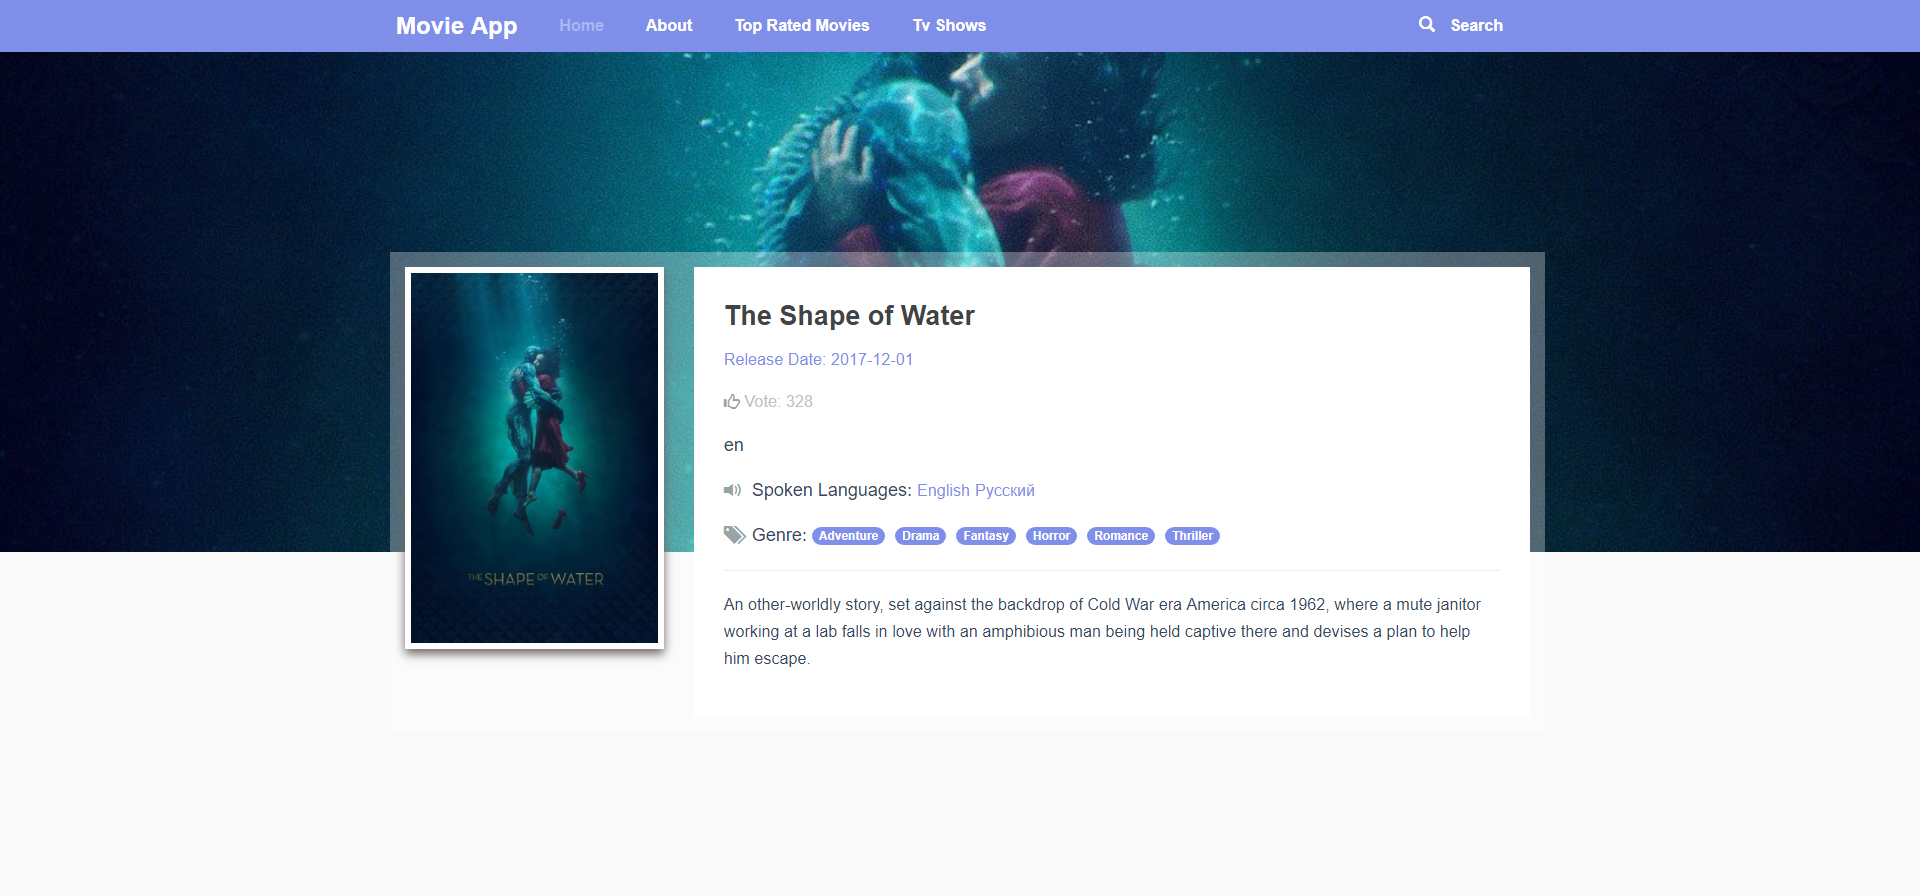 Movie App Home About Top Rated Movies Tv Shows Search
The Shape of Water
Release Date: 2017-12-01
Vote: 328
en
Spoken Languages: English Русский
Genre: Adventure Drama Fantasy Horror Romance Thriller
An other-worldly story, set against the backdrop of Cold War era America circa 1962, where a mute janitor
working at a lab falls in love with an amphibious man being held captive there and devises a plan to help
him escape.
THE SHAPE OF WATER